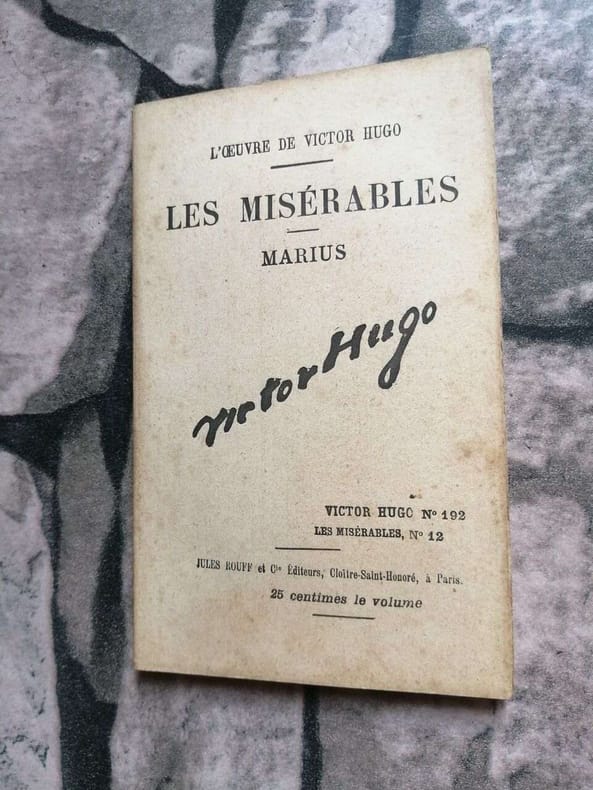 L'ŒUVRE DE VICTOR HUGO
LES MISÉRABLES
MARIUS
Victor Hugo
VICTOR HUGO Nº 192
LES MISÉRABLES, Nº 12
JULES ROUFF et Cie Éditeurs, Cloître-Saint-Honoré, à Paris.
25 centimes le volume